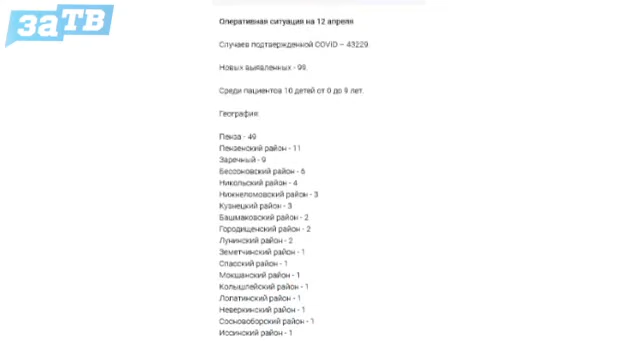 заТВ
Оперативная ситуация на 12 апреля
Случаев подтвержденной COVID – 43229.
Новых выявленных - 99.
Среди пациентов 10 детей от 0 до 9 лет.
География:
Пенза - 49
Пензенский район - 11
Заречный - 9
Бессоновский район - 6
Никольский район - 4
Нижнеломовский район - 3
Кузнецкий район - 3
Башмаковский район - 2
Городищенский район - 2
Лунинский район - 2
Земетчинский район - 1
Спасский район - 1
Мокшанский район - 1
Колышлейский район - 1
Лопатинский район - 1
Неверкинский район - 1
Сосновоборский район - 1
Иссинский район - 1